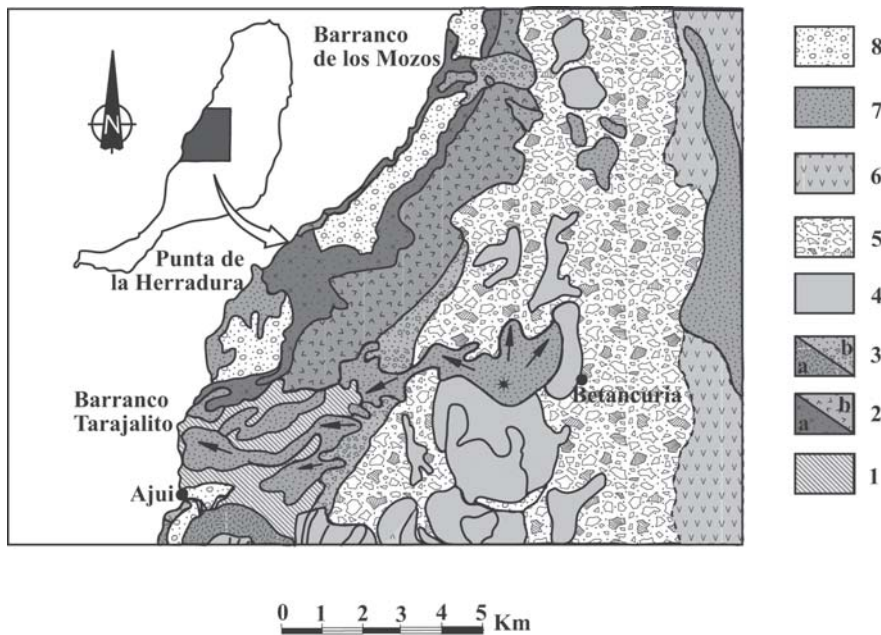 Barranco
de los Mozos
N
Punta de
la Herradura
Barranco
Tarajalito
Ajui
Betancuria
8
7
6
5
4
3
a
b
2
a
b
1
0 1 2 3 4 5 Km